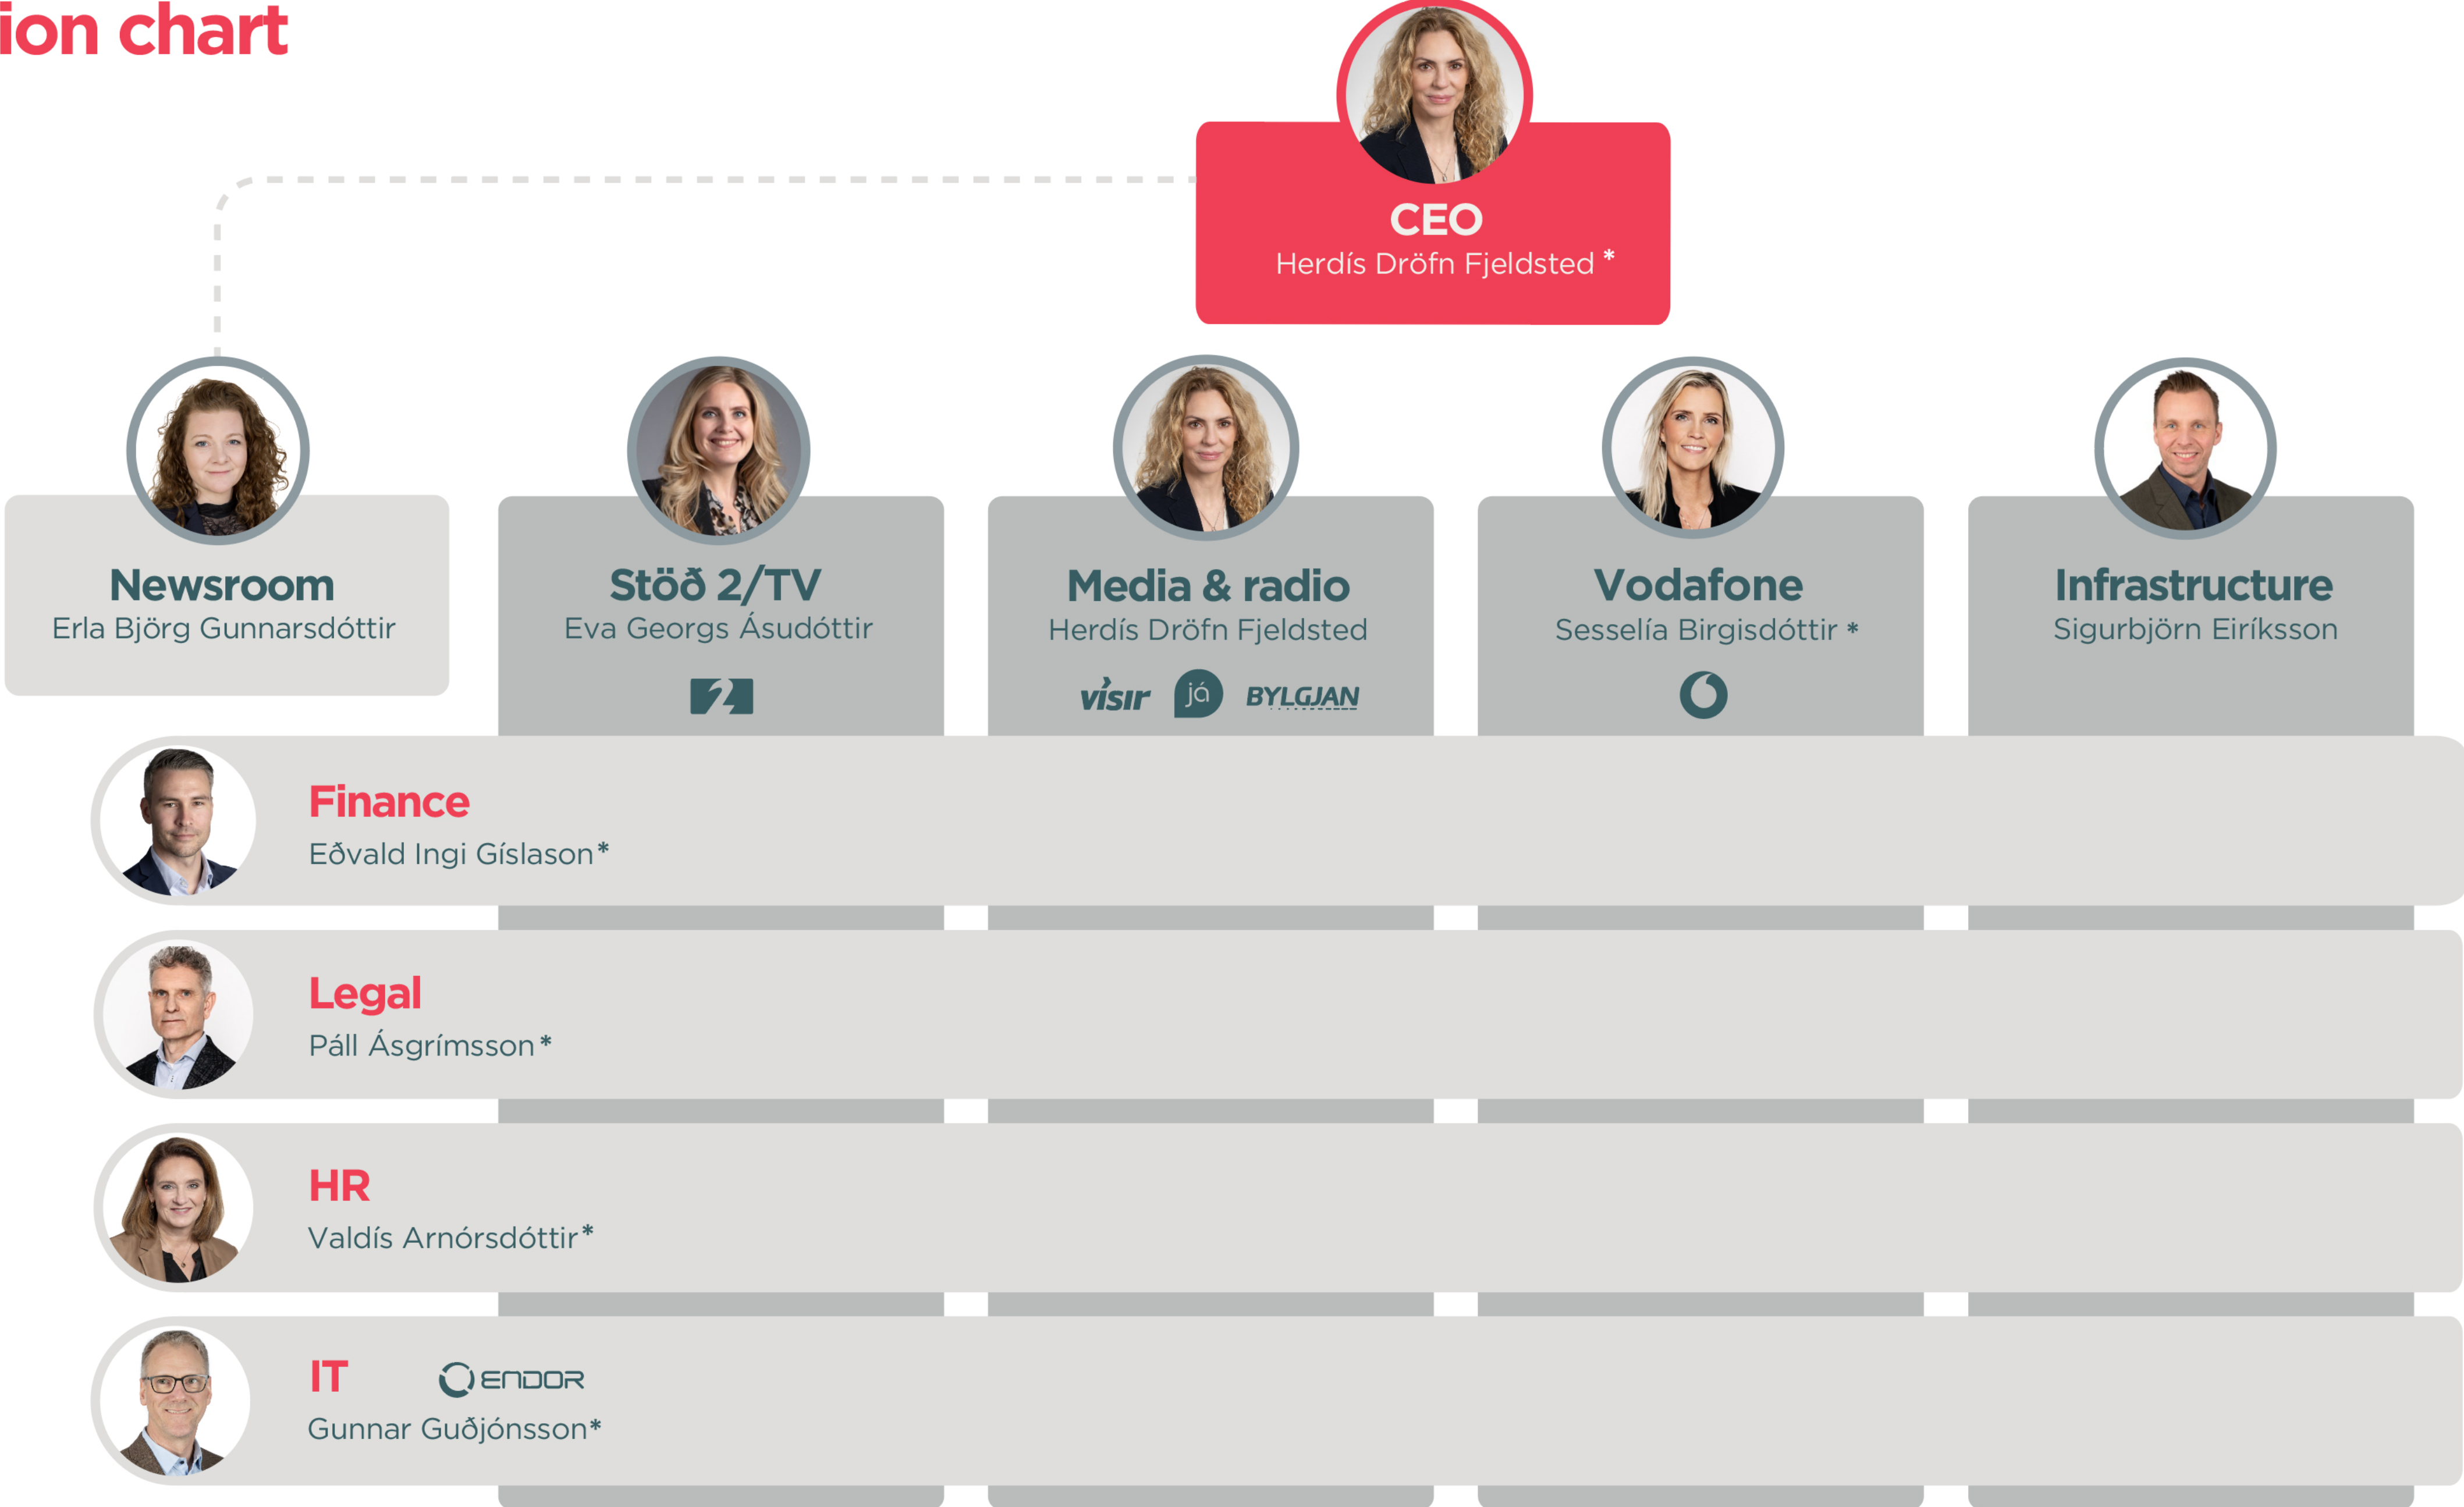 ion chart
CEO
Herdís Dröfn Fjeldsted *
Newsroom
Erla Björg Gunnarsdóttir
Stöð 2/TV
Eva Georgs Ásudóttir
2
Media & radio
Herdís Dröfn Fjeldsted
vísir já BYLGJAN
Vodafone
Sesselía Birgisdóttir *
Infrastructure
Sigurbjörn Eiríksson
Finance
Eðvald Ingi Gíslason*
Legal
Páll Ásgrímsson*
HR
Valdís Arnórsdóttir*
IT ENDOR
Gunnar Guðjónsson*